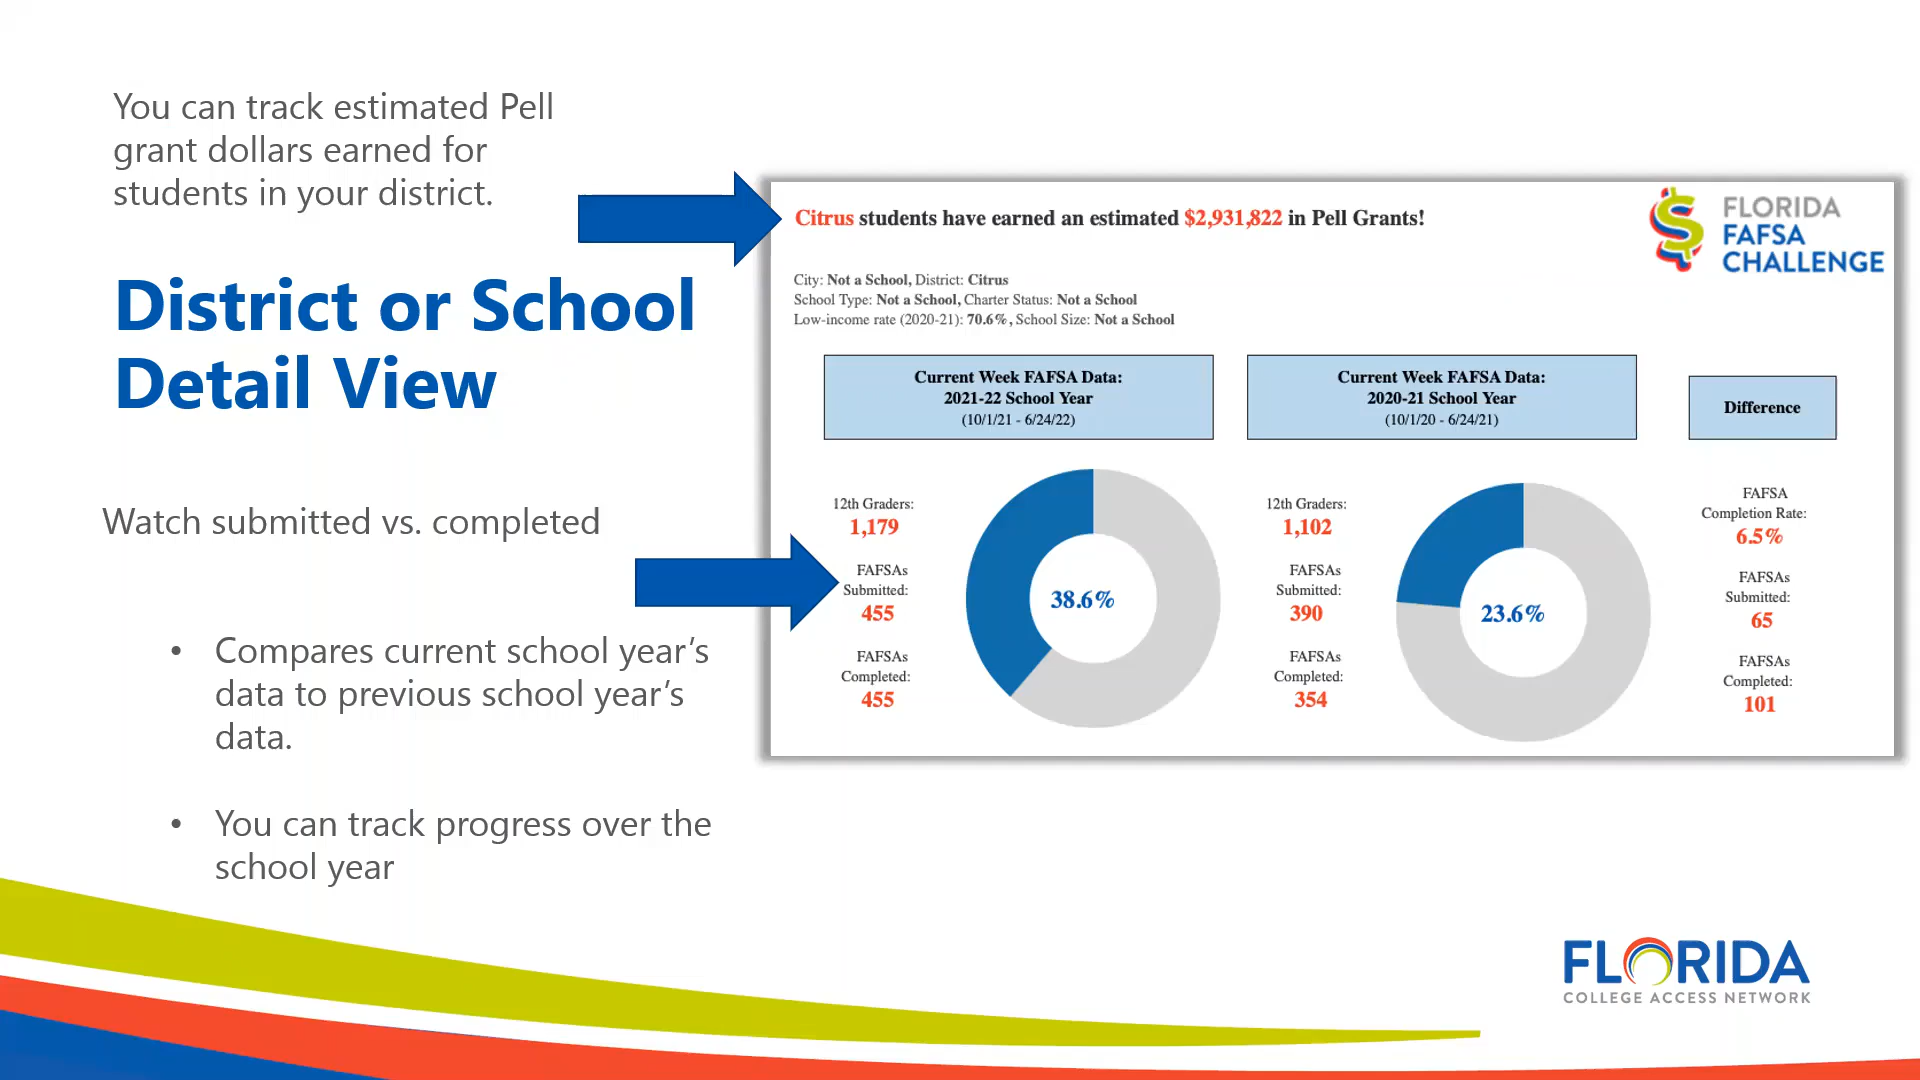 You can track estimated Pell
grant dollars earned for
students in your district.
District or School
Detail View
Watch submitted vs. completed
• Compares current school year’s
data to previous school year’s
data.
• You can track progress over the
school year
Citrus students have earned an estimated $2,931,822 in Pell Grants!
FLORIDA
FAFSA
CHALLENGE
City: Not a School, District: Citrus
School Type: Not a School, Charter Status: Not a School
Low-income rate (2020-21): 70.6%, School Size: Not a School
Current Week FAFSA Data:
2021-22 School Year
(10/1/21 - 6/24/22)
12th Graders:
1,179
FAFSAs
Submitted:
455
FAFSAs
Completed:
455
38.6%
Current Week FAFSA Data:
2020-21 School Year
(10/1/20 - 6/24/21)
12th Graders:
1,102
FAFSAs
Submitted:
390
FAFSAs
Completed:
354
23.6%
Difference
FAFSA
Completion Rate:
6.5%
FAFSAs
Submitted:
65
FAFSAs
Completed:
101
FLORIDA
COLLEGE ACCESS NETWORK